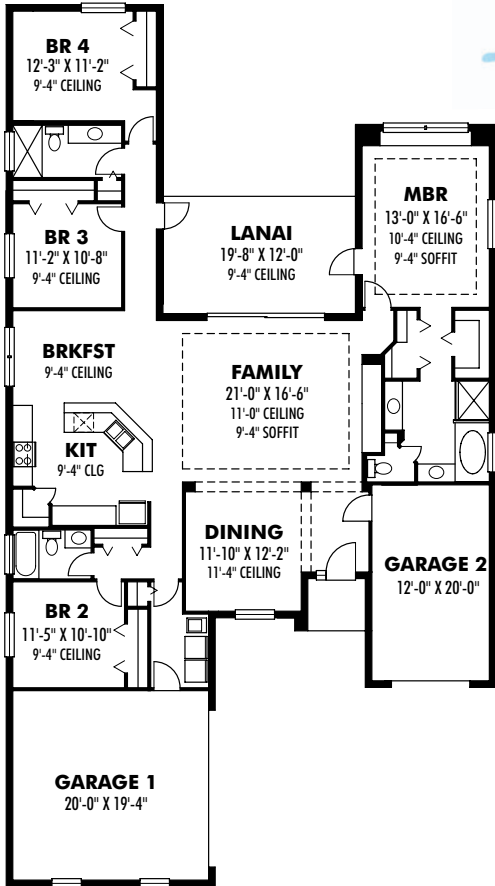 BR 4
12'-3" X 11'-2"
9'-4" CEILING
MBR
13'-0" X 16'-6"
10'-4" CEILING
9'-4" SOFFIT
LANAI
19'-8" X 12'-0"
9'-4" CEILING
BR 3
11'-2" X 10'-8"
9'-4" CEILING
BRKFST
9'-4" CEILING
FAMILY
21'-0" X 16'-6"
11'-0" CEILING
9'-4" SOFFIT
KIT
9'-4" CLG
DINING
11'-10" X 12'-2"
11'-4" CEILING
GARAGE 2
12'-0" X 20'-0"
BR 2
11'-5" X 10'-10"
9'-4" CEILING
GARAGE 1
20'-0" X 19'-4"